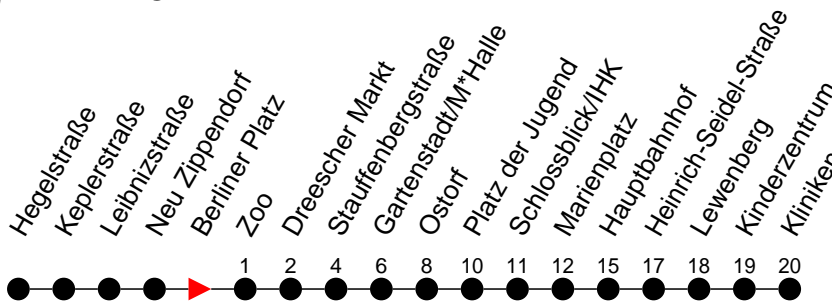 Hegelstraße
Keplerstraße
Leibnizstraße
Neu Zippendorf
Berliner Platz
Zoo
Dreescher Markt
Stauffenbergstraße
Gartenstadt/M*Halle
Ostorf
Platz der Jugend
Schlossblick/IHK
Marienplatz
Hauptbahnhof
Heinrich-Seidel-Straße
Lewenberg
Kinderzentrum
Kliniken
1 2 4 6 8 10 11 12 15 17 18 19 20